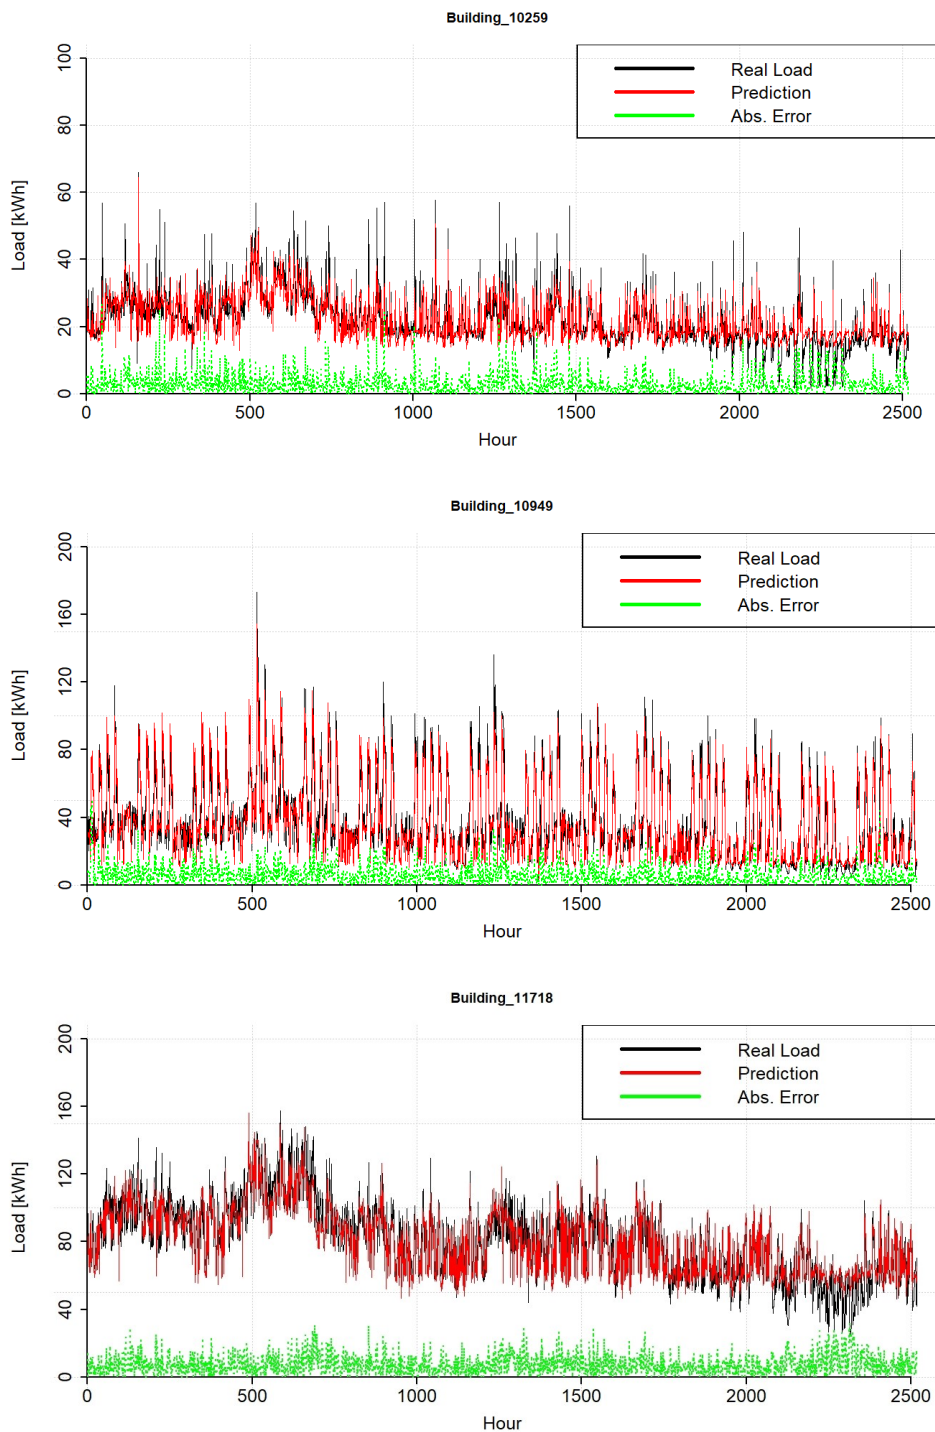 Building_10259
Real Load
Prediction
Abs. Error
Load [kWh]
100
80
60
40
20
0
0 500 1000 1500 2000 2500
Hour
Building_10949
Real Load
Prediction
Abs. Error
Load [kWh]
200
160
120
80
40
0
0 500 1000 1500 2000 2500
Hour
Building_11718
Real Load
Prediction
Abs. Error
Load [kWh]
200
160
120
80
40
0
0 500 1000 1500 2000 2500
Hour